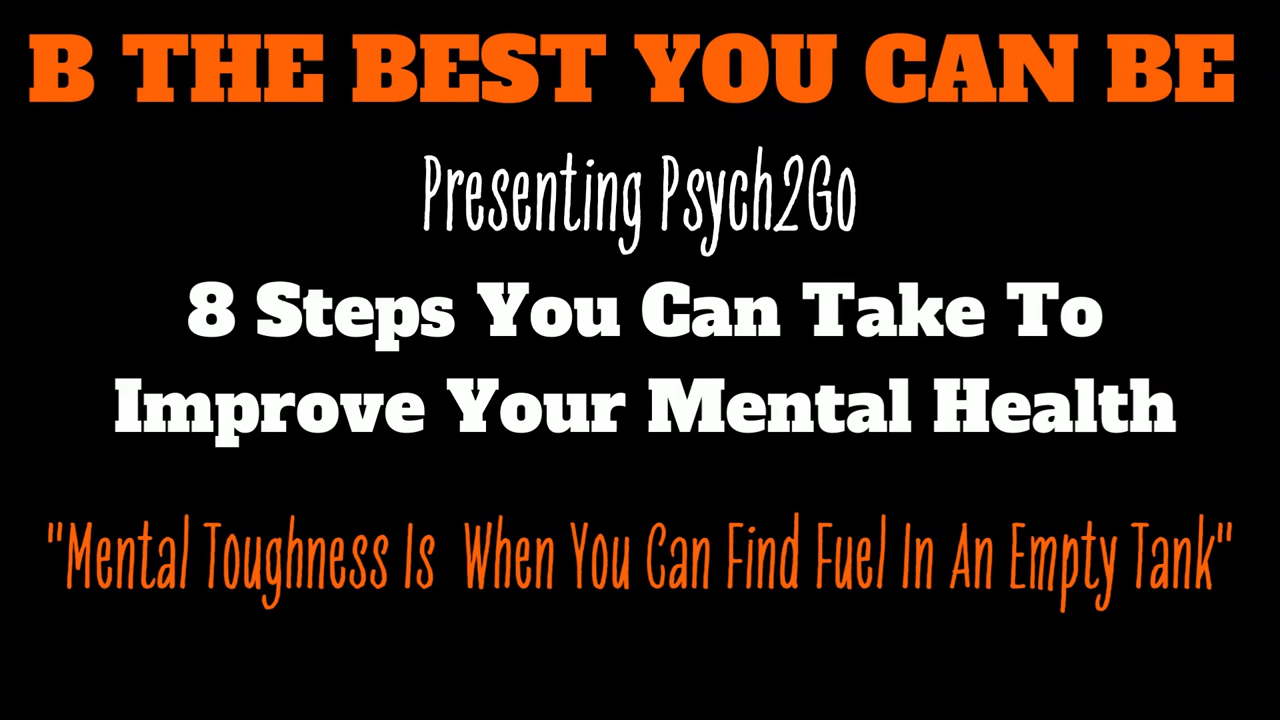 B THE BEST YOU CAN BE
Presenting Psych2Go
8 Steps You Can Take To
Improve Your Mental Health
"Mental Toughness Is When You Can Find Fuel In An Empty Tank"